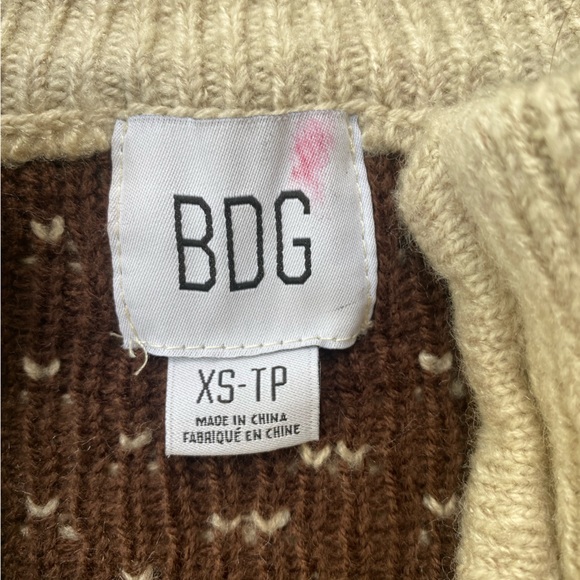 BDG
XS-TP
MADE IN CHINA
FABRIQUÉ EN CHINE